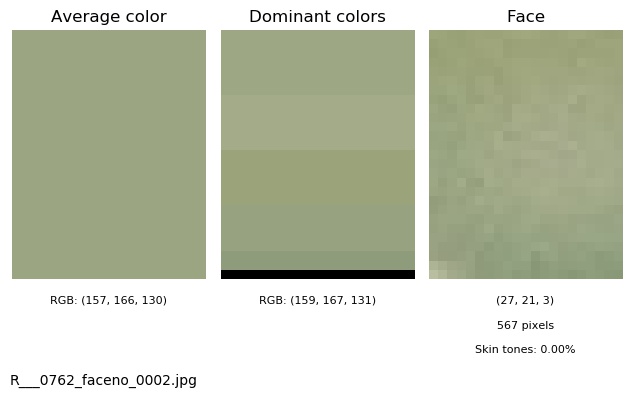 Average color
Dominant colors
Face
RGB: (157, 166, 130)
RGB: (159, 167, 131)
(27, 21, 3)
567 pixels
Skin tones: 0.00%
R___0762_faceno_0002.jpg